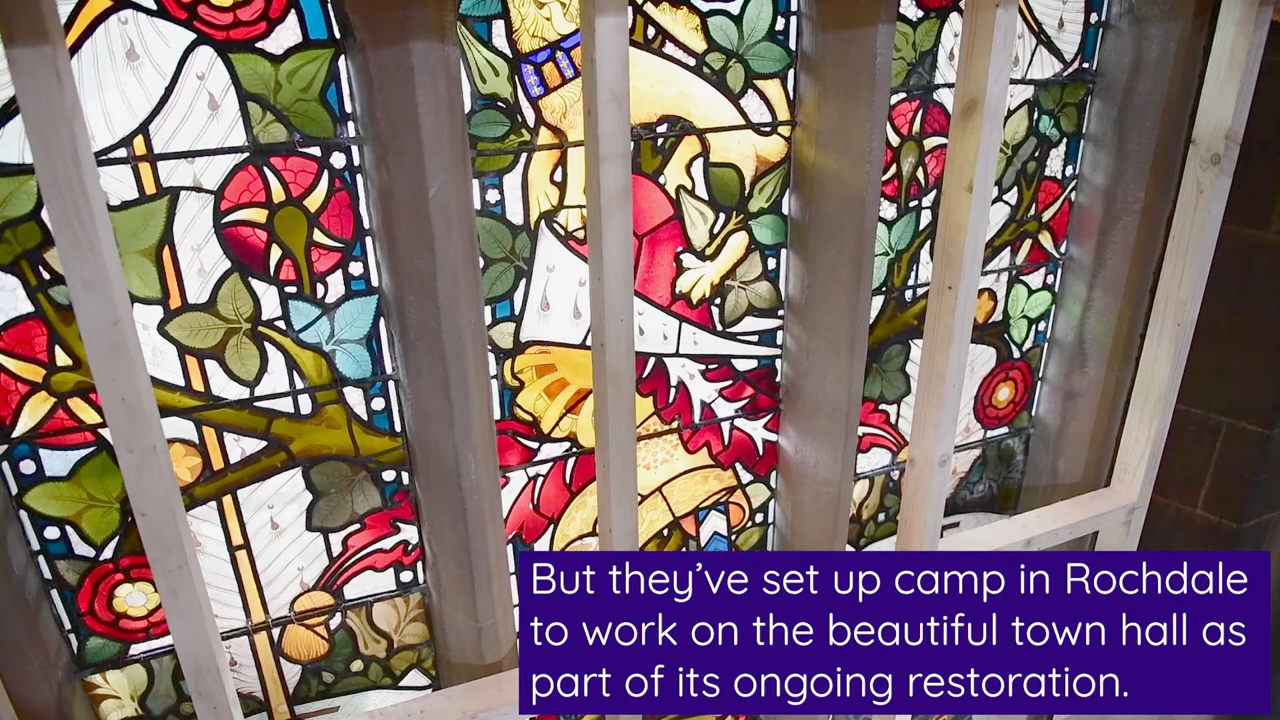 But they’ve set up camp in Rochdale
to work on the beautiful town hall as
part of its ongoing restoration.